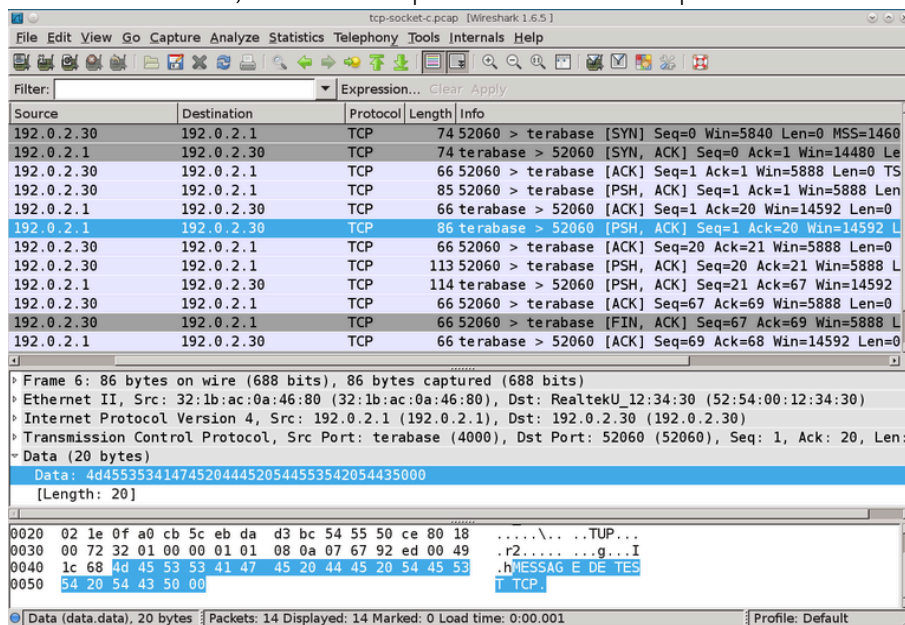 tcp-socket-c.pcap [Wireshark 1.6.5 ]
File Edit View Go Capture Analyze Statistics Telephony Tools Internals Help
Filter: Expression... Clear Apply
Source Destination Protocol Length Info
192.0.2.30 192.0.2.1 TCP 74 52060 > terabase [SYN] Seq=0 Win=5840 Len=0 MSS=1460
192.0.2.1 192.0.2.30 TCP 74 terabase > 52060 [SYN, ACK] Seq=0 Ack=1 Win=14480 Le
192.0.2.30 192.0.2.1 TCP 66 52060 > terabase [ACK] Seq=1 Ack=1 Win=5888 Len=0 TS
192.0.2.30 192.0.2.1 TCP 85 52060 > terabase [PSH, ACK] Seq=1 Ack=1 Win=5888 Len
192.0.2.1 192.0.2.30 TCP 66 terabase > 52060 [ACK] Seq=1 Ack=20 Win=14592 Len=0
192.0.2.1 192.0.2.30 TCP 86 terabase > 52060 [PSH, ACK] Seq=1 Ack=20 Win=14592 L
192.0.2.30 192.0.2.1 TCP 66 52060 > terabase [ACK] Seq=20 Ack=21 Win=5888 Len=0
192.0.2.30 192.0.2.1 TCP 113 52060 > terabase [PSH, ACK] Seq=20 Ack=21 Win=5888 L
192.0.2.1 192.0.2.30 TCP 114 terabase > 52060 [PSH, ACK] Seq=21 Ack=67 Win=14592
192.0.2.30 192.0.2.1 TCP 66 52060 > terabase [ACK] Seq=67 Ack=69 Win=5888 Len=0
192.0.2.30 192.0.2.1 TCP 66 52060 > terabase [FIN, ACK] Seq=67 Ack=69 Win=5888 L
192.0.2.1 192.0.2.30 TCP 66 terabase > 52060 [ACK] Seq=69 Ack=68 Win=14592 Len=0
Frame 6: 86 bytes on wire (688 bits), 86 bytes captured (688 bits)
Ethernet II, Src: 32:1b:ac:0a:46:80 (32:1b:ac:0a:46:80), Dst: RealtekU_12:34:30 (52:54:00:12:34:30)
Internet Protocol Version 4, Src: 192.0.2.1 (192.0.2.1), Dst: 192.0.2.30 (192.0.2.30)
Transmission Control Protocol, Src Port: terabase (4000), Dst Port: 52060 (52060), Seq: 1, Ack: 20, Len:
Data (20 bytes)
Data: 4d45535341474520444520544553542054435000
[Length: 20]
0020 02 1e 0f a0 cb 5c eb da d3 bc 54 55 50 ce 80 18 .....\.. ..TUP...
0030 00 72 32 01 00 00 01 01 08 0a 07 67 92 ed 00 49 .r2..... ...g...I
0040 1c 68 4d 45 53 53 41 47 45 20 44 45 20 54 45 53 .hMESSAG E DE TES
0050 54 20 54 43 50 00 T TCP.
Data (data.data), 20 bytes Packets: 14 Displayed: 14 Marked: 0 Load time: 0:00.001 Profile: Default